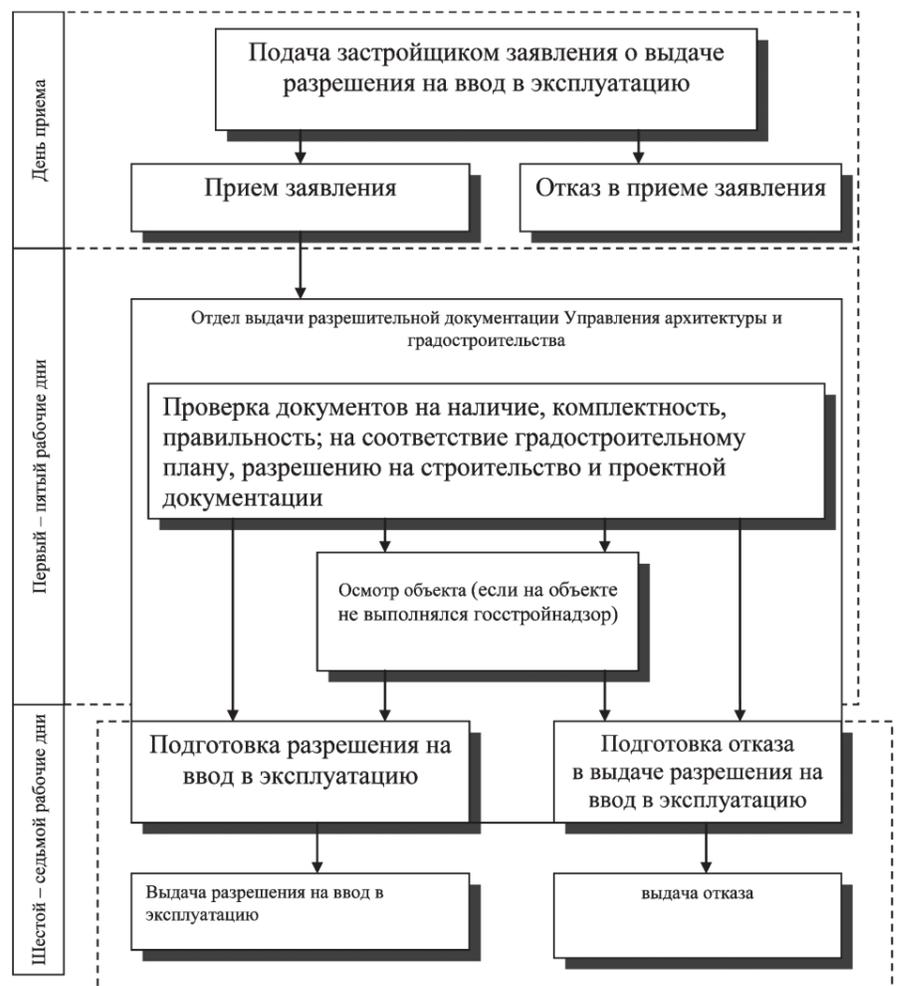 День приема
Подача застройщиком заявления о выдаче
разрешения на ввод в эксплуатацию
Прием заявления
Отказ в приеме заявления
Первый – пятый рабочие дни
Отдел выдачи разрешительной документации Управления архитектуры и
градостроительства
Проверка документов на наличие, комплектность,
правильность; на соответствие градостроительному
плану, разрешению на строительство и проектной
документации
Осмотр объекта (если на объекте
не выполнялся госстройнадзор)
Шестой – седьмой рабочие дни
Подготовка разрешения на
ввод в эксплуатацию
Подготовка отказа
в выдаче разрешения на
ввод в эксплуатацию
Выдача разрешения на ввод в
эксплуатацию
выдача отказа